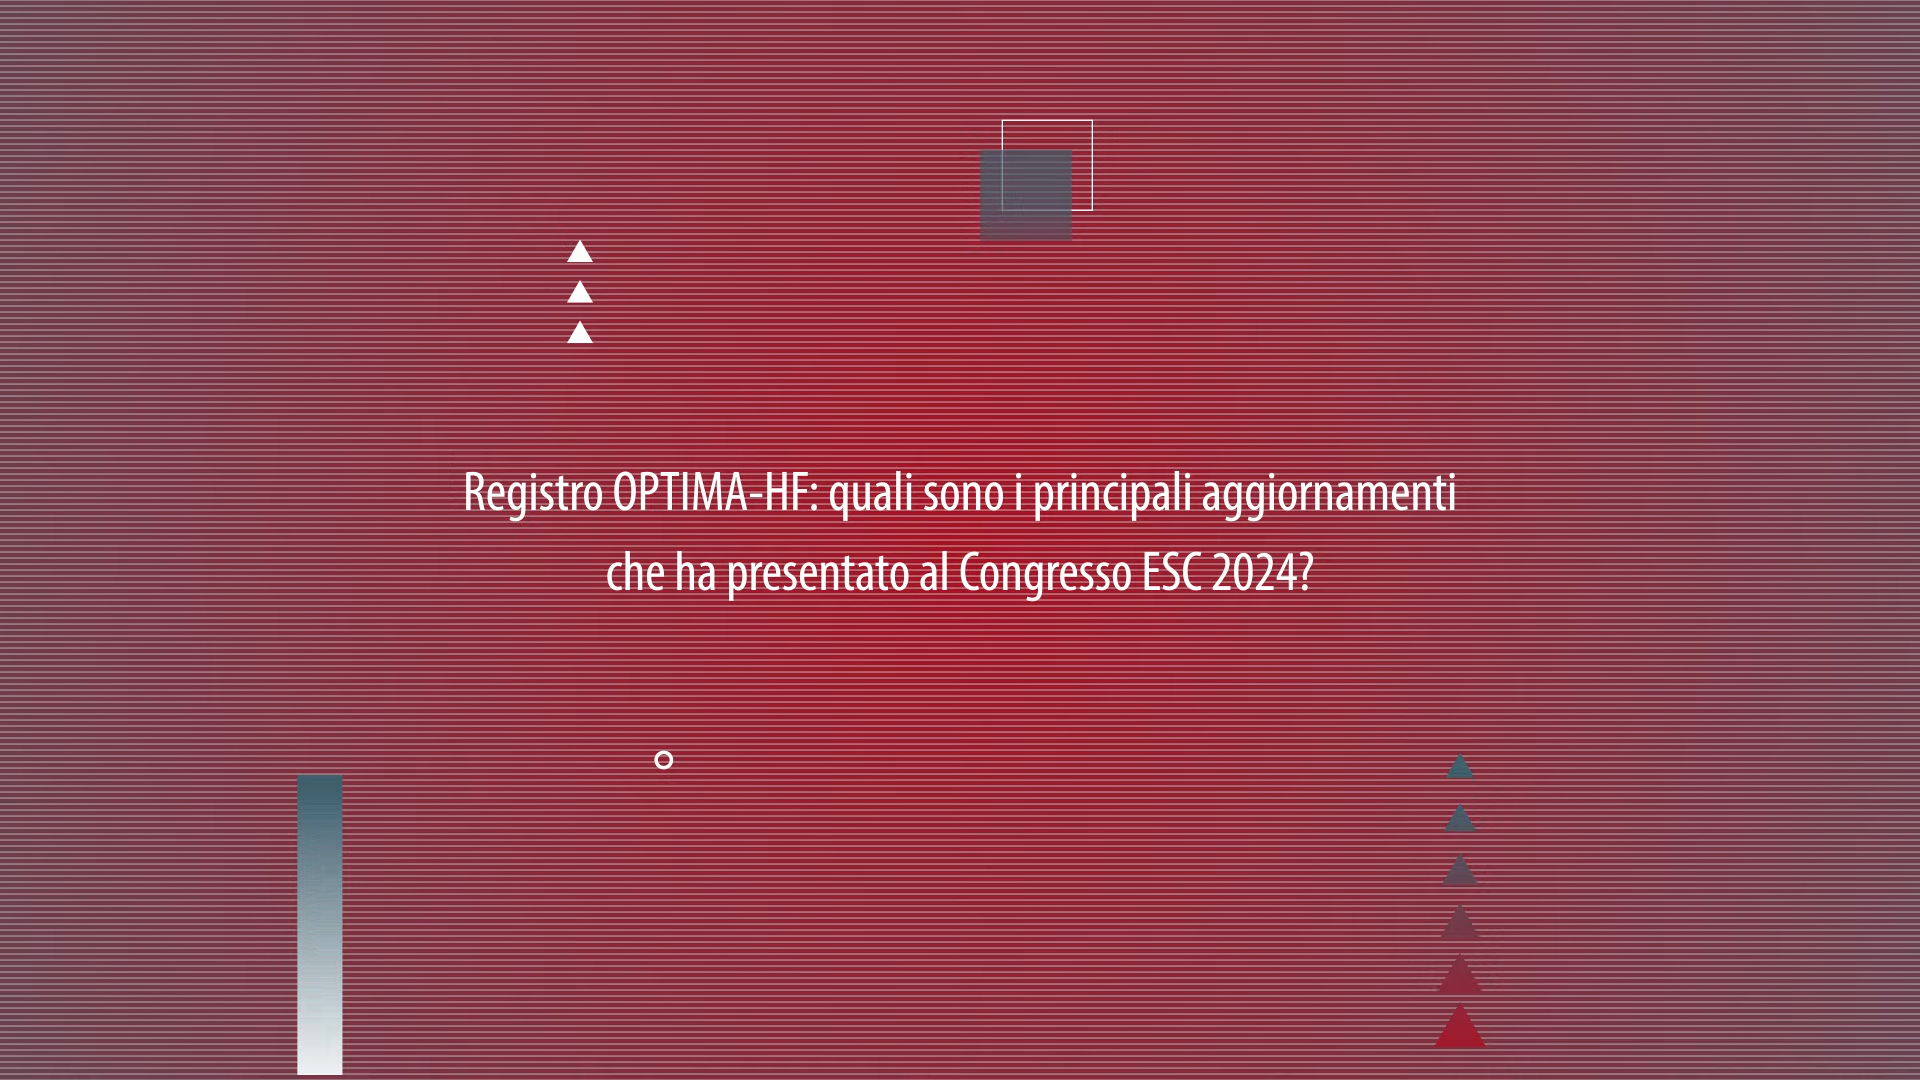 Registro OPTIMA-HF: quali sono i principali aggiornamenti
che ha presentato al Congresso ESC 2024?